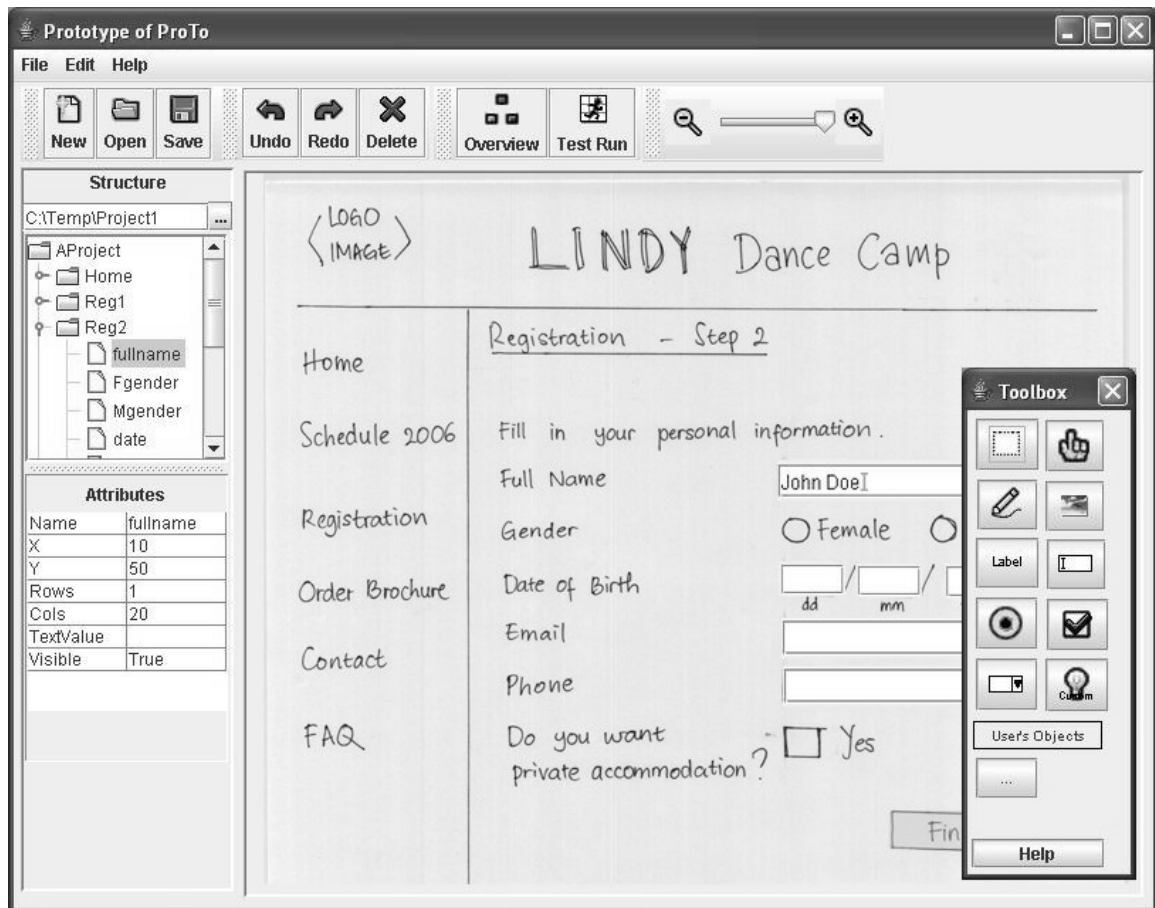 Prototype of ProTo
File Edit Help
New Open Save Undo Redo Delete Overview Test Run
Structure
C:\Temp\Project1 ...
AProject
Home
Reg1
Reg2
fullname
Fgender
Mgender
date
Attributes
Name fullname
X 10
Y 50
Rows 1
Cols 20
TextValue
Visible True
LOGO
IMAGE
LINDY Dance Camp
Home
Schedule 2006
Registration
Order Brochure
Contact
FAQ
Registration - Step 2
Fill in your personal information.
Full Name John Doe
Gender Female
Date of Birth / /
dd mm
Email
Phone
Do you want
private accommodation? Yes
Fin
Toolbox
Label
Custom
User's Objects
...
Help